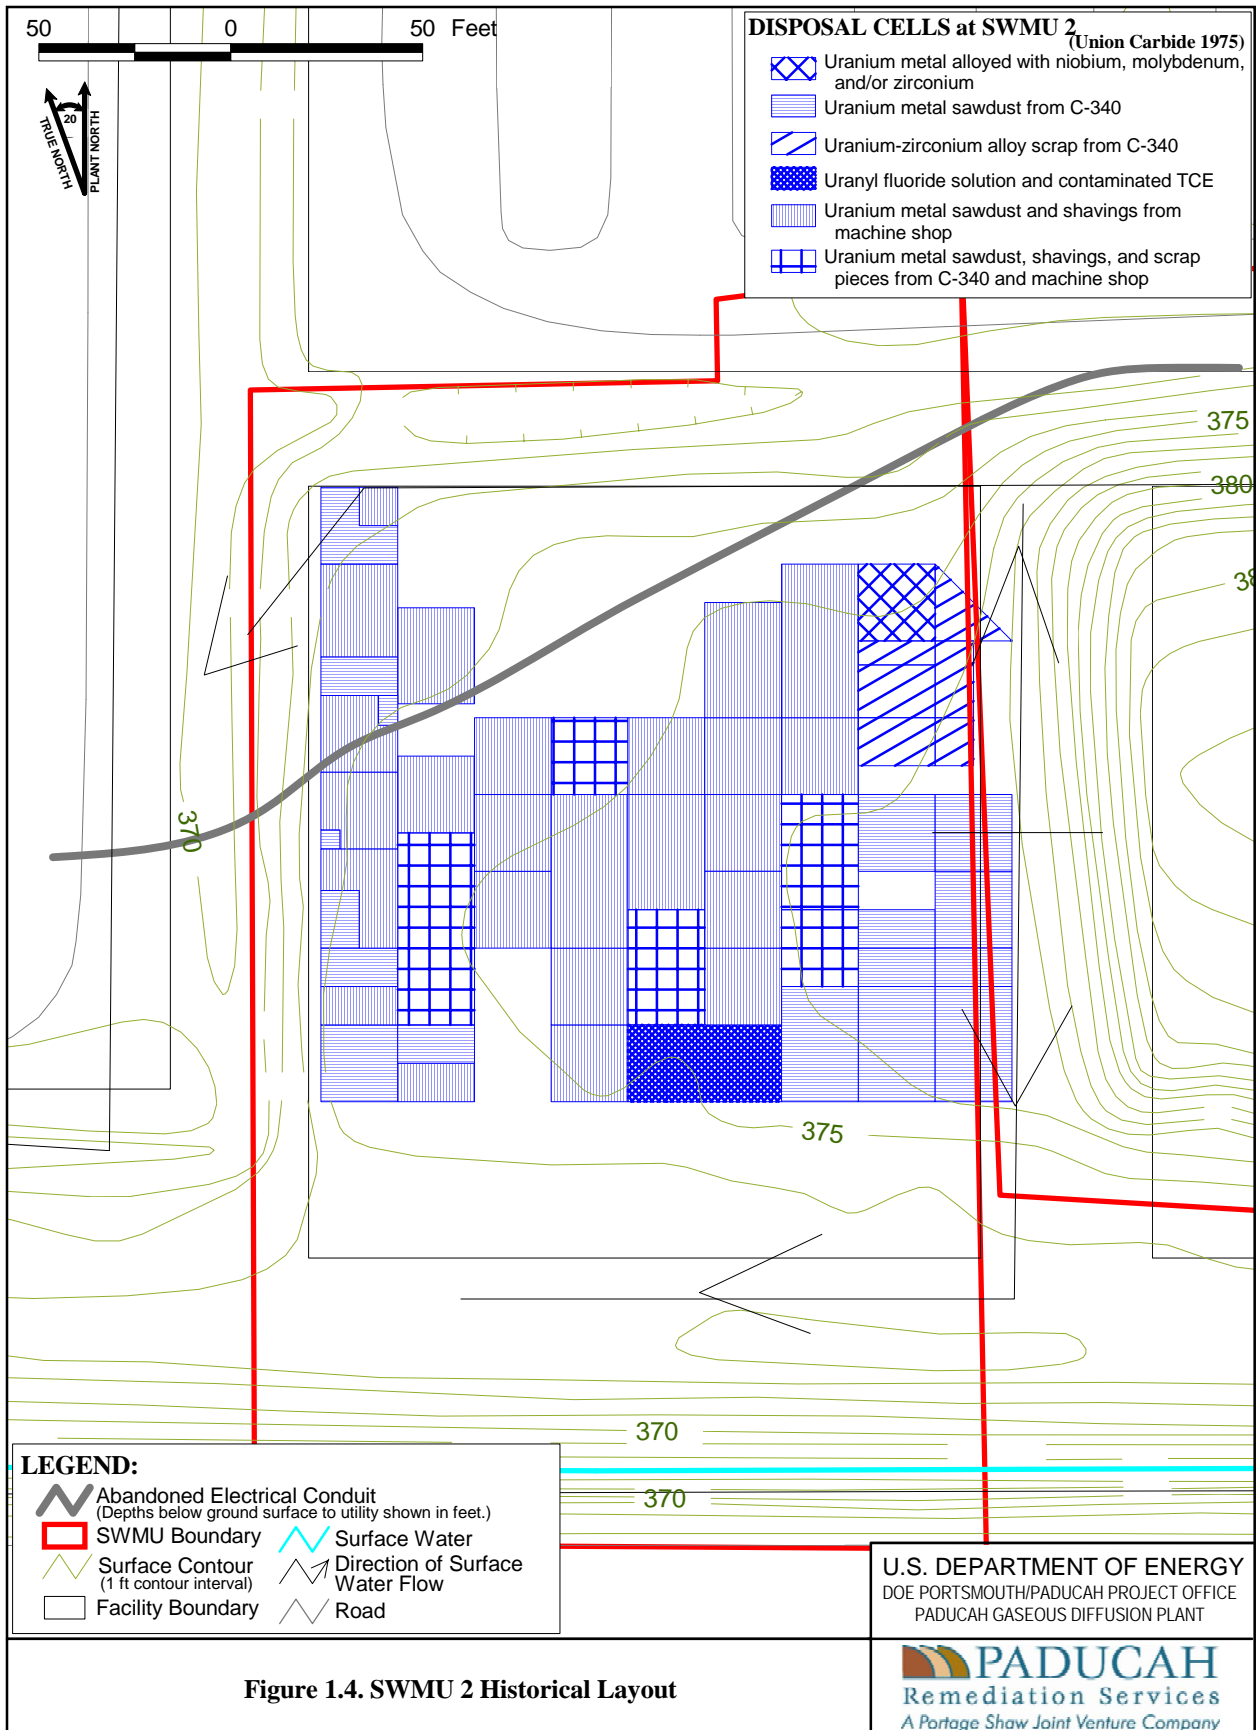 50 0 50 Feet
20
TRUE NORTH
PLANT NORTH
DISPOSAL CELLS at SWMU 2
(Union Carbide 1975)
Uranium metal alloyed with niobium, molybdenum,
and/or zirconium
Uranium metal sawdust from C-340
Uranium-zirconium alloy scrap from C-340
Uranyl fluoride solution and contaminated TCE
Uranium metal sawdust and shavings from
machine shop
Uranium metal sawdust, shavings, and scrap
pieces from C-340 and machine shop
375
380
370
375
370
370
LEGEND:
Abandoned Electrical Conduit
(Depths below ground surface to utility shown in feet.)
SWMU Boundary
Surface Water
Surface Contour
(1 ft contour interval)
Direction of Surface
Water Flow
Facility Boundary
Road
U.S. DEPARTMENT OF ENERGY
DOE PORTSMOUTH/PADUCAH PROJECT OFFICE
PADUCAH GASEOUS DIFFUSION PLANT
Figure 1.4. SWMU 2 Historical Layout
PADUCAH
Remediation Services
A Portage Shaw Joint Venture Company